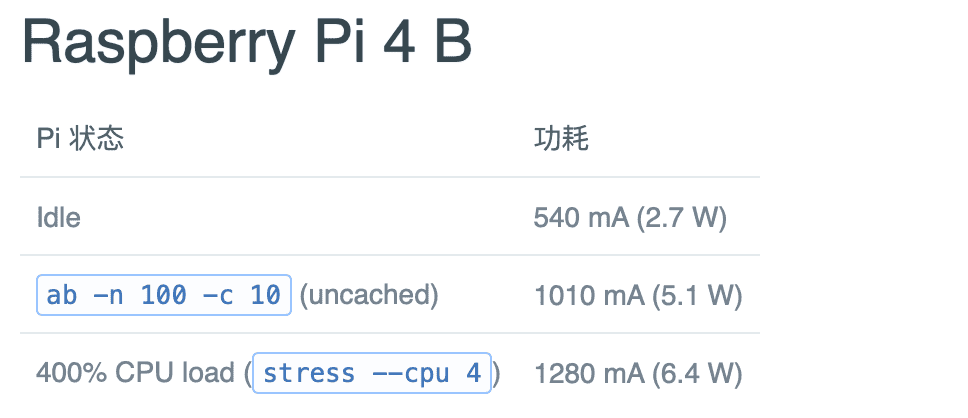 Raspberry Pi 4 B
Pi 状态 功耗
Idle 540 mA (2.7 W)
ab -n 100 -c 10 (uncached) 1010 mA (5.1 W)
400% CPU load (stress --cpu 4) 1280 mA (6.4 W)